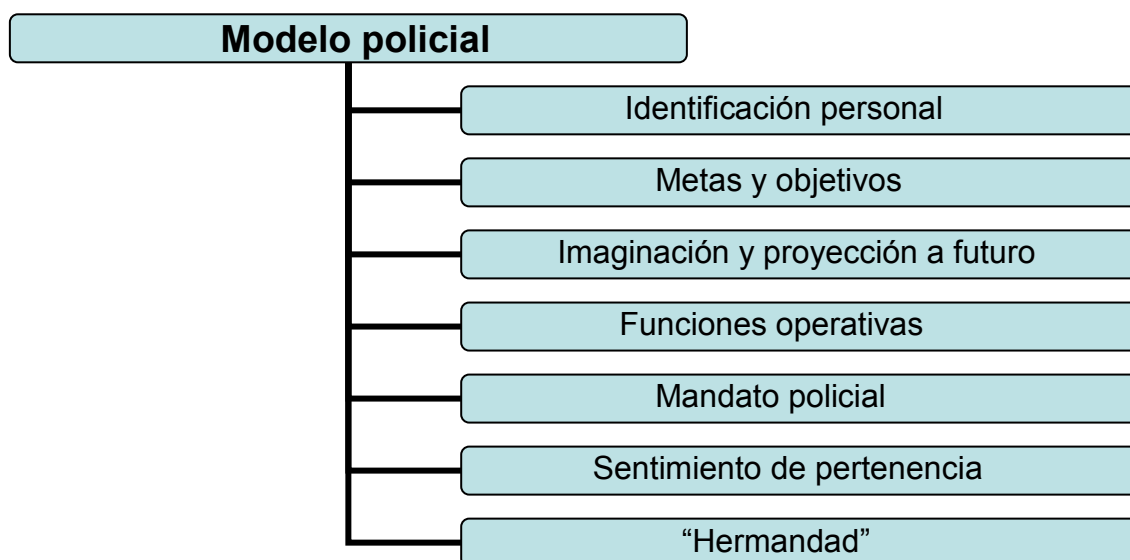 Modelo policial
Identificación personal
Metas y objetivos
Imaginación y proyección a futuro
Funciones operativas
Mandato policial
Sentimiento de pertenencia
“Hermandad”